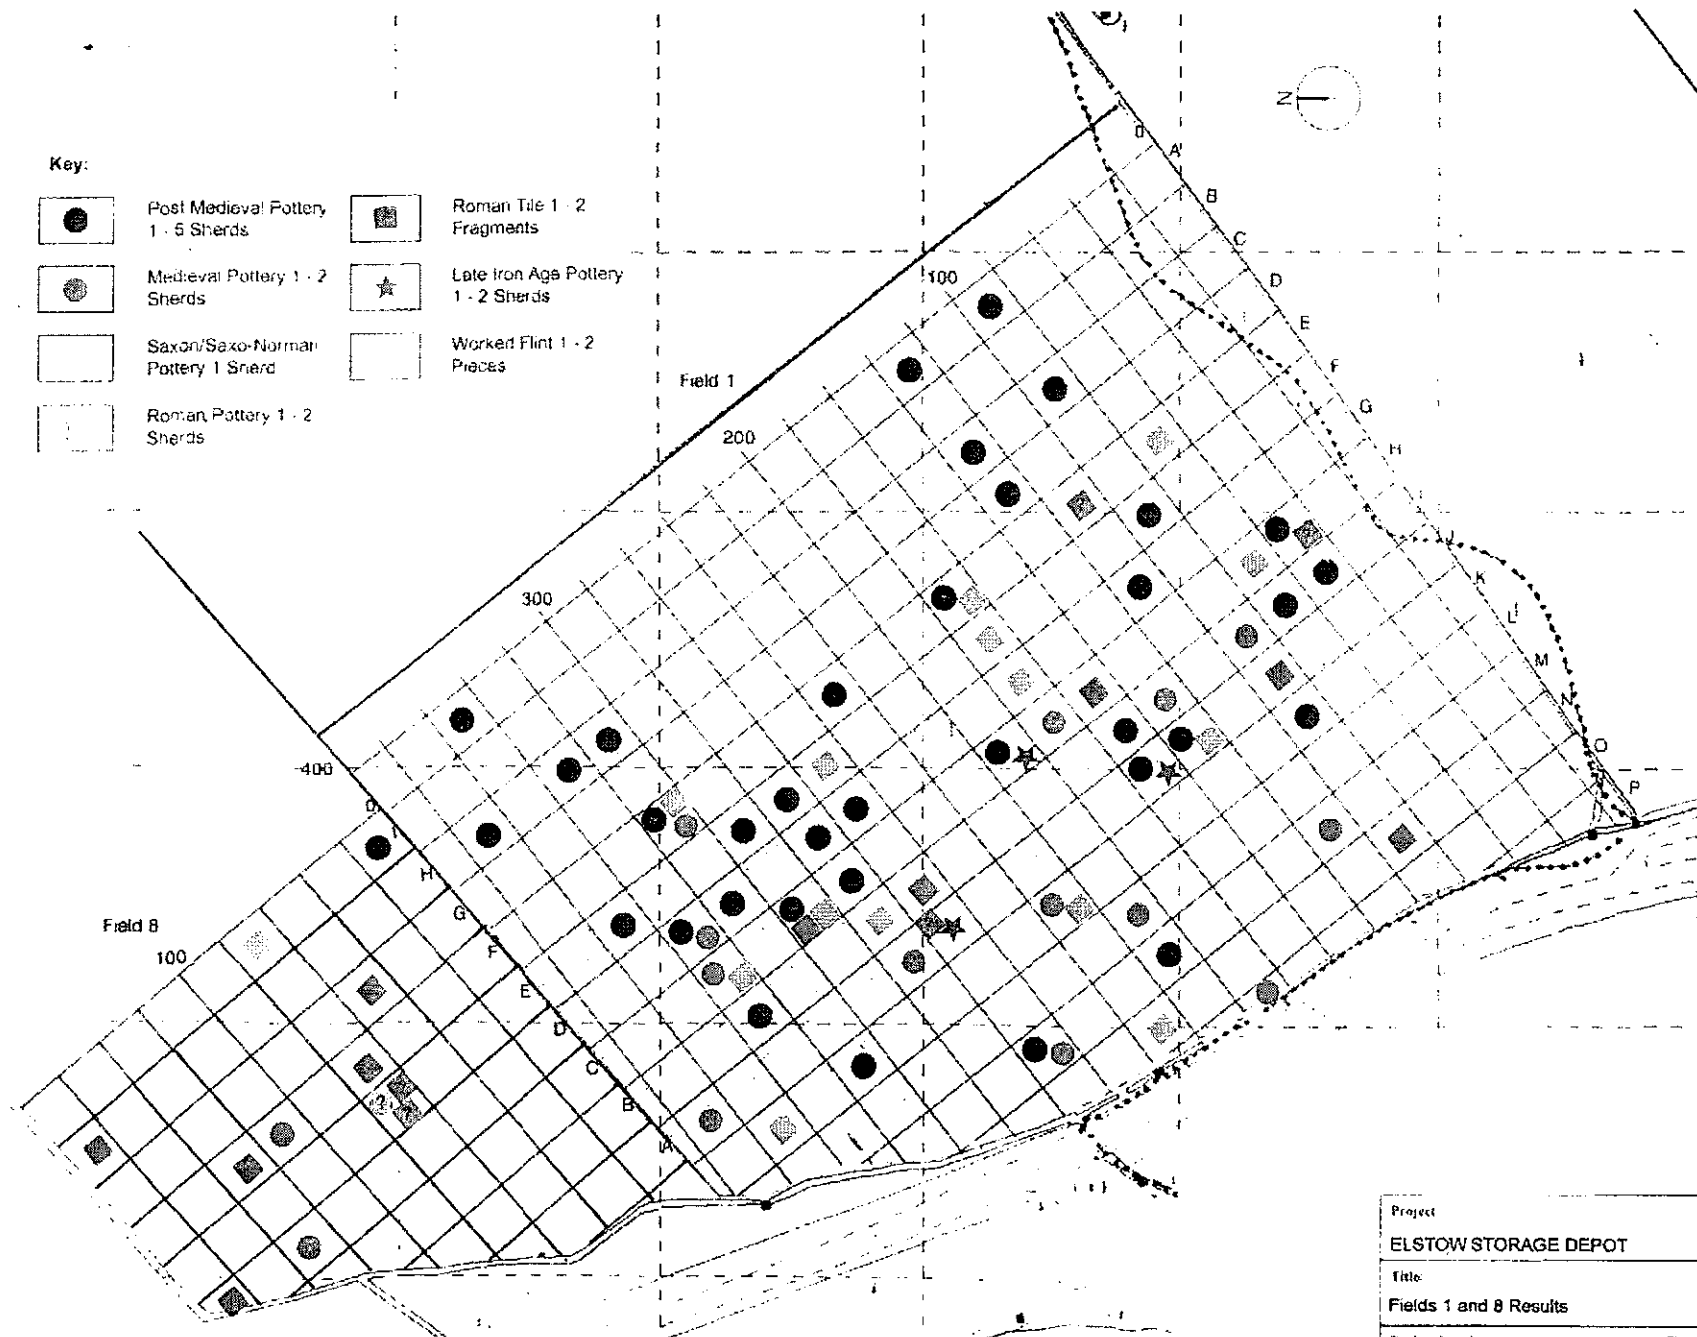 Key:
Post Medieval Pottery
1 - 5 Sherds
Medieval Pottery 1 - 2
Sherds
Saxon/Saxo-Norman
Pottery 1 Sherd
Roman Pottery 1 - 2
Sherds
Roman Tile 1 - 2
Fragments
Late Iron Age Pottery
1 - 2 Sherds
Worked Flint 1 - 2
Pieces
N
Field 1
0
100
200
300
400
A
B
C
D
E
F
G
H
I
J
K
L
M
N
O
P
Field 8
0
100
I
H
G
F
E
D
C
B
A
?
?
Project
ELSTOW STORAGE DEPOT
Title
Fields 1 and 8 Results